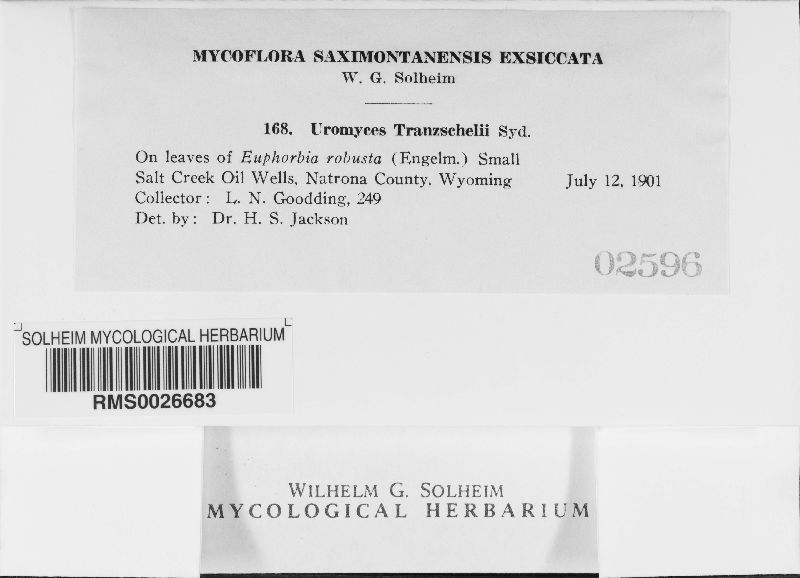 MYCOFLORA SAXIMONTANENSIS EXSICCATA
W. G. Solheim
168. Uromyces Tranzschelii Syd.
On leaves of Euphorbia robusta (Engelm.) Small
Salt Creek Oil Wells, Natrona County, Wyoming July 12, 1901
Collector: L. N. Goodding, 249
Det. by: Dr. H. S. Jackson
02596
SOLHEIM MYCOLOGICAL HERBARIUM
RMS0026683
WILHELM G. SOLHEIM
MYCOLOGICAL HERBARIUM